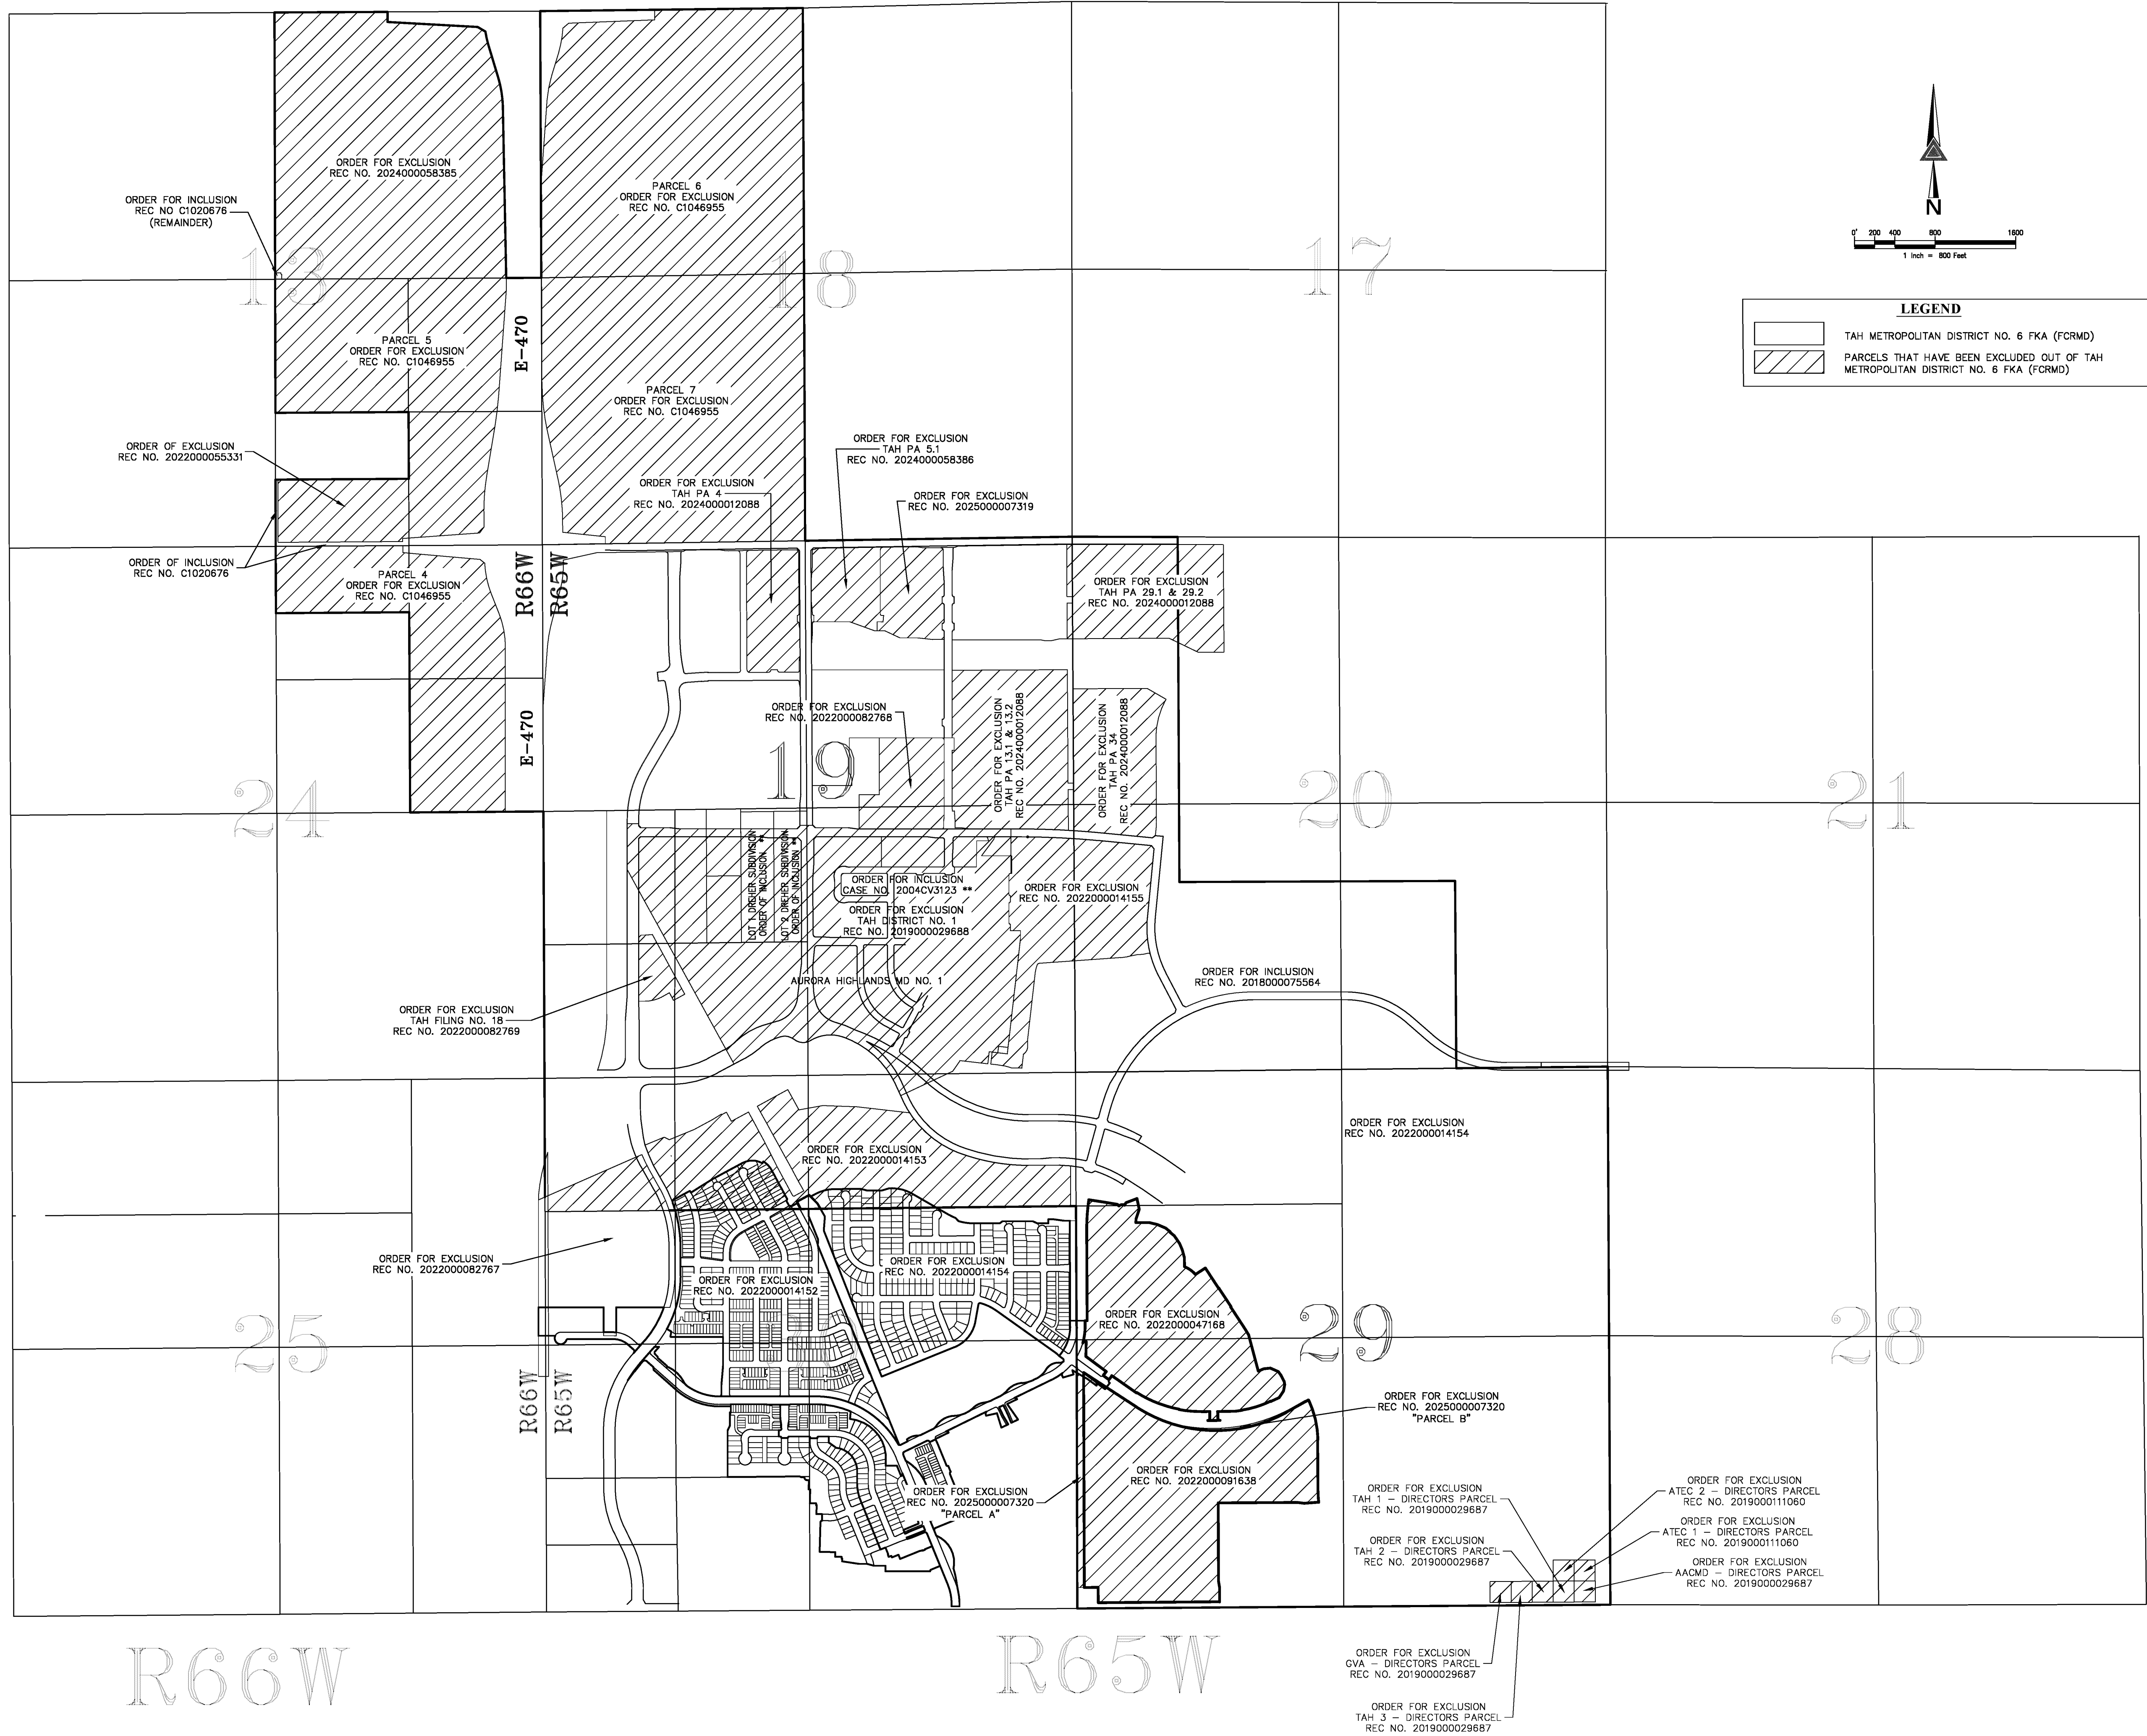 ORDER FOR EXCLUSION
REC NO. 2024000058385
PARCEL 6
ORDER FOR EXCLUSION
REC NO. C1046955
ORDER FOR INCLUSION
REC NO C1020676
(REMAINDER)
13
18
17
N
0' 200 400 800 1600
1 inch = 800 Feet
LEGEND
TAH METROPOLITAN DISTRICT NO. 6 FKA (FCRMD)
PARCELS THAT HAVE BEEN EXCLUDED OUT OF TAH
METROPOLITAN DISTRICT NO. 6 FKA (FCRMD)
PARCEL 5
ORDER FOR EXCLUSION
REC NO. C1046955
E-470
PARCEL 7
ORDER FOR EXCLUSION
REC NO. C1046955
ORDER OF EXCLUSION
REC NO. 2022000055331
ORDER FOR EXCLUSION
TAH PA 5.1
REC NO. 2024000058386
ORDER FOR EXCLUSION
TAH PA 4
REC NO. 2024000012088
ORDER FOR EXCLUSION
REC NO. 2025000007319
ORDER OF INCLUSION
REC NO. C1020676
PARCEL 4
ORDER FOR EXCLUSION
REC NO. C1046955
R66W
R65W
ORDER FOR EXCLUSION
TAH PA 29.1 & 29.2
REC NO. 2024000012088
E-470
ORDER FOR EXCLUSION
REC NO. 2022000082768
ORDER FOR EXCLUSION
TAH PA 13.1 & 13.2
REC NO. 2024000012088
ORDER FOR EXCLUSION
TAH PA 34
REC NO. 2024000012088
24
19
20
21
LOT 1 DREHER SUBDIVISION
ORDER OF INCLUSION **
LOT 2 DREHER SUBDIVISION
ORDER OF INCLUSION **
ORDER FOR INCLUSION
CASE NO. 2004CV3123 **
ORDER FOR EXCLUSION
TAH DISTRICT NO. 1
REC NO. 2019000029688
ORDER FOR EXCLUSION
REC NO. 2022000014155
AURORA HIGHLANDS MD NO. 1
ORDER FOR INCLUSION
REC NO. 2018000075564
ORDER FOR EXCLUSION
TAH FILING NO. 18
REC NO. 2022000082769
ORDER FOR EXCLUSION
REC NO. 2022000014153
ORDER FOR EXCLUSION
REC NO. 2022000014154
ORDER FOR EXCLUSION
REC NO. 2022000082767
ORDER FOR EXCLUSION
REC NO. 2022000014152
ORDER FOR EXCLUSION
REC NO. 2022000014154
ORDER FOR EXCLUSION
REC NO. 2022000047168
25
29
28
R66W
R65W
ORDER FOR EXCLUSION
REC NO. 2025000007320
"PARCEL B"
ORDER FOR EXCLUSION
REC NO. 2022000091638
ORDER FOR EXCLUSION
REC NO. 2025000007320
"PARCEL A"
ORDER FOR EXCLUSION
TAH 1 - DIRECTORS PARCEL
REC NO. 2019000029687
ORDER FOR EXCLUSION
ATEC 2 - DIRECTORS PARCEL
REC NO. 2019000111060
ORDER FOR EXCLUSION
ATEC 1 - DIRECTORS PARCEL
REC NO. 2019000111060
ORDER FOR EXCLUSION
TAH 2 - DIRECTORS PARCEL
REC NO. 2019000029687
ORDER FOR EXCLUSION
AACMD - DIRECTORS PARCEL
REC NO. 2019000029687
R66W
R65W
ORDER FOR EXCLUSION
GVA - DIRECTORS PARCEL
REC NO. 2019000029687
ORDER FOR EXCLUSION
TAH 3 - DIRECTORS PARCEL
REC NO. 2019000029687